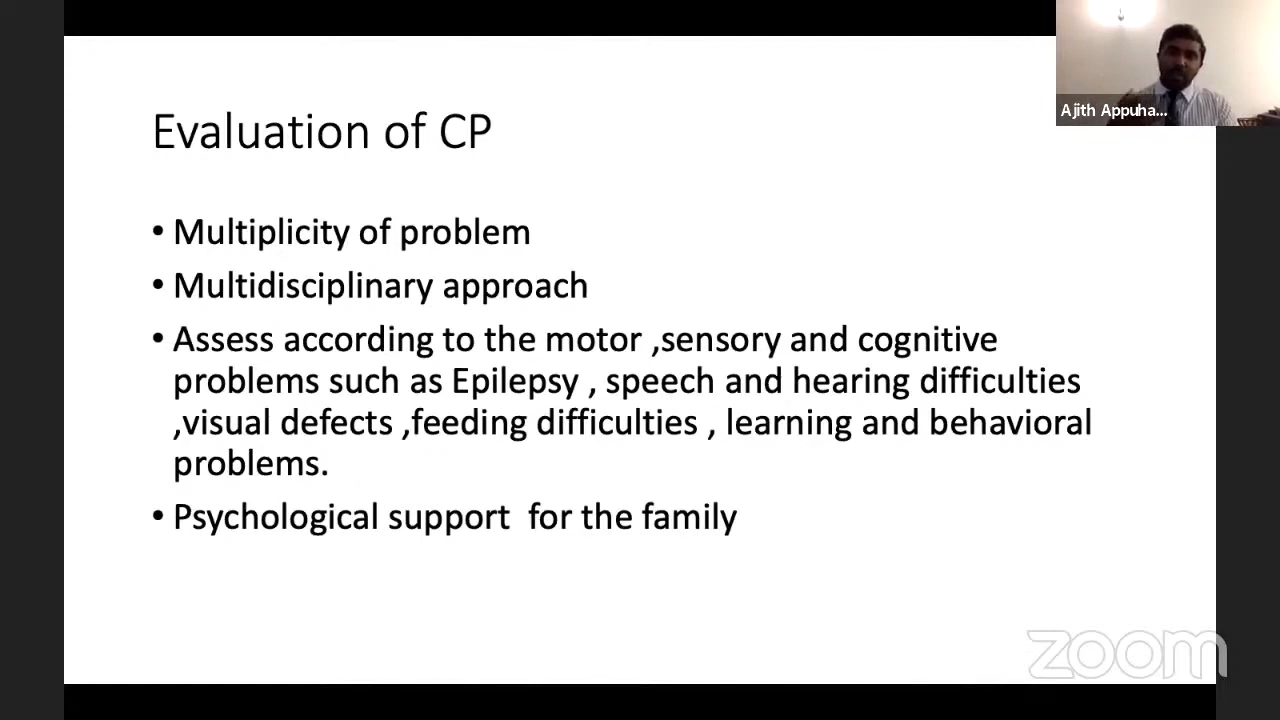 Ajith Appuha...
Evaluation of CP
• Multiplicity of problem
• Multidisciplinary approach
• Assess according to the motor ,sensory and cognitive
problems such as Epilepsy , speech and hearing difficulties
,visual defects ,feeding difficulties , learning and behavioral
problems.
• Psychological support  for the family
zoom